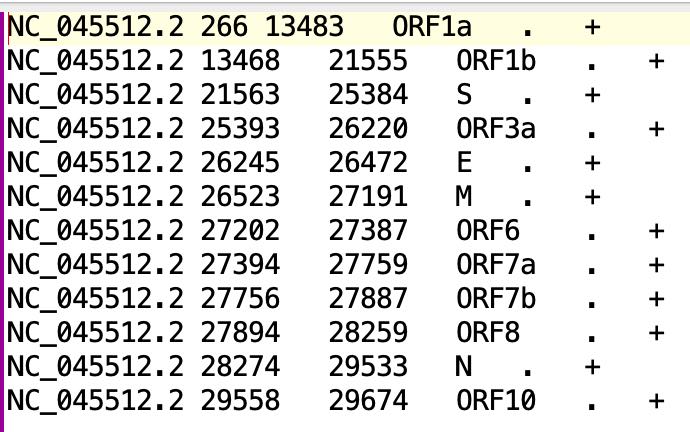 NC_045512.2 266 13483 ORF1a . +
NC_045512.2 13468 21555 ORF1b . +
NC_045512.2 21563 25384 S . +
NC_045512.2 25393 26220 ORF3a . +
NC_045512.2 26245 26472 E . +
NC_045512.2 26523 27191 M . +
NC_045512.2 27202 27387 ORF6 . +
NC_045512.2 27394 27759 ORF7a . +
NC_045512.2 27756 27887 ORF7b . +
NC_045512.2 27894 28259 ORF8 . +
NC_045512.2 28274 29533 N . +
NC_045512.2 29558 29674 ORF10 . +